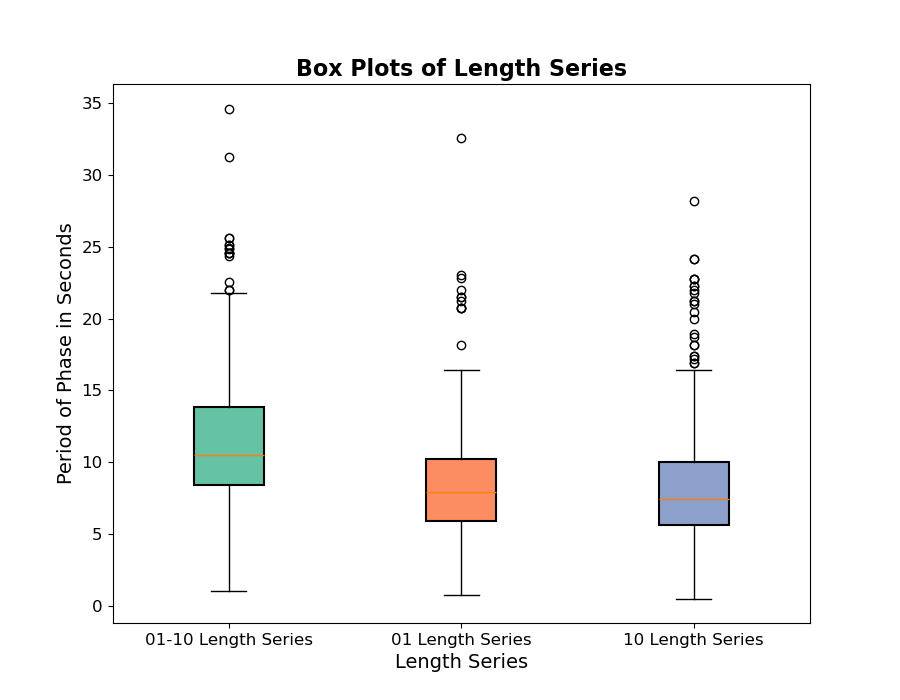 Box Plots of Length Series
35
30
25
20
15
10
5
0
Period of Phase in Seconds
01-10 Length Series
01 Length Series
10 Length Series
Length Series